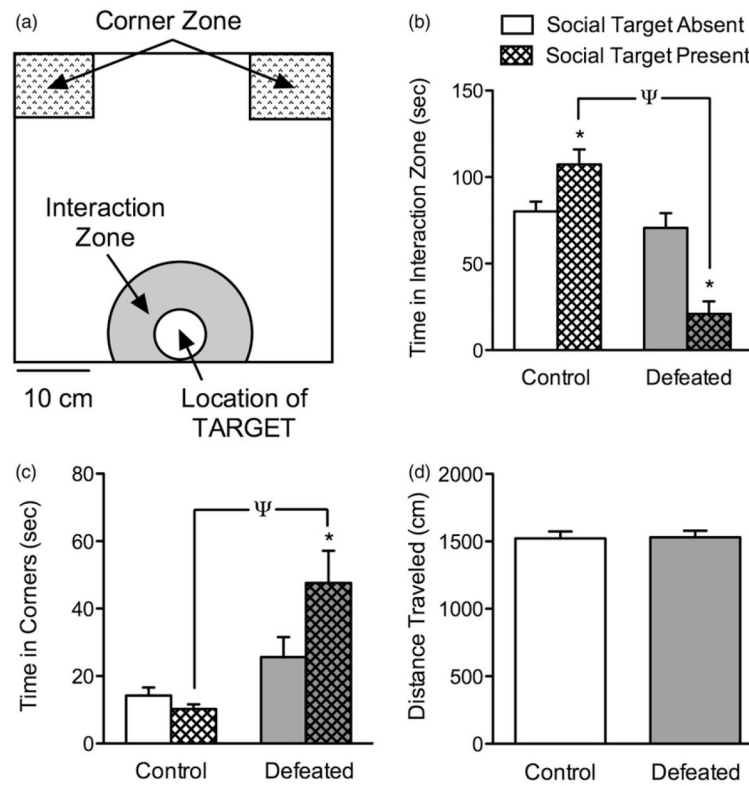 (a)
Corner Zone
Interaction
Zone
10 cm
Location of
TARGET
(b)
Social Target Absent
Social Target Present
Time in Interaction Zone (sec)
150
100
50
0
Ψ
*
*
Control
Defeated
(c)
Time in Corners (sec)
80
60
40
20
0
Ψ
*
Control
Defeated
(d)
Distance Traveled (cm)
2000
1500
1000
500
0
Control
Defeated